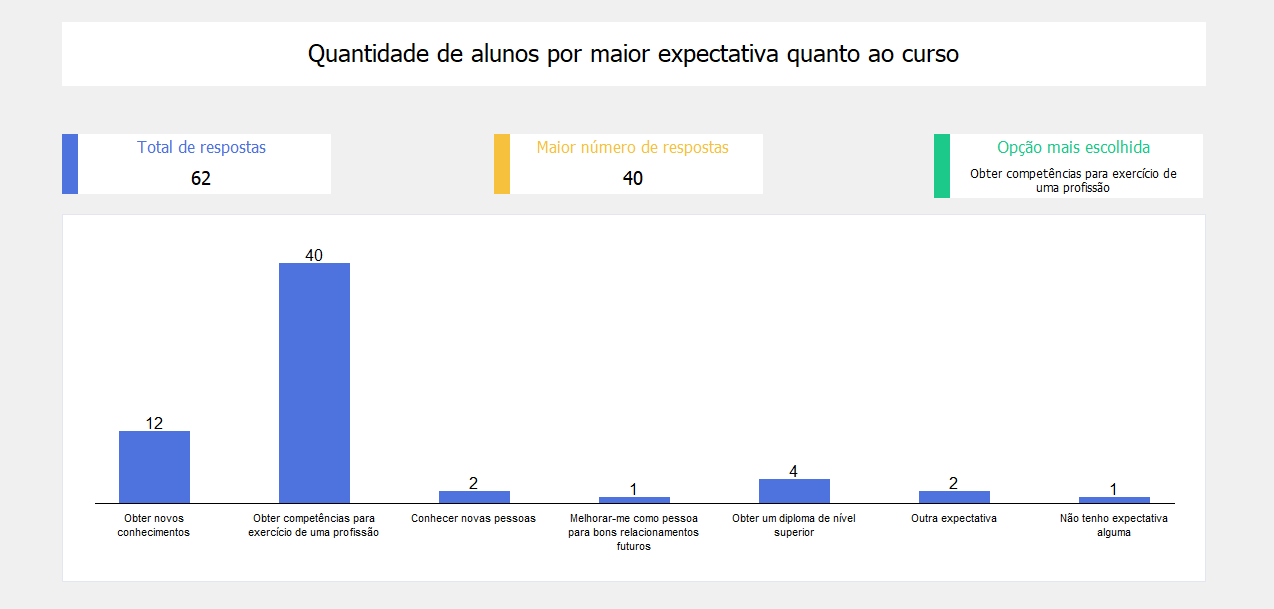 Quantidade de alunos por maior expectativa quanto ao curso
Total de respostas
62
Maior número de respostas
40
Opção mais escolhida
Obter competências para exercício de
uma profissão
12
40
2
1
4
2
1
Obter novos
conhecimentos
Obter competências para
exercício de uma profissão
Conhecer novas pessoas
Melhorar-me como pessoa
para bons relacionamentos
futuros
Obter um diploma de nível
superior
Outra expectativa
Não tenho expectativa
alguma